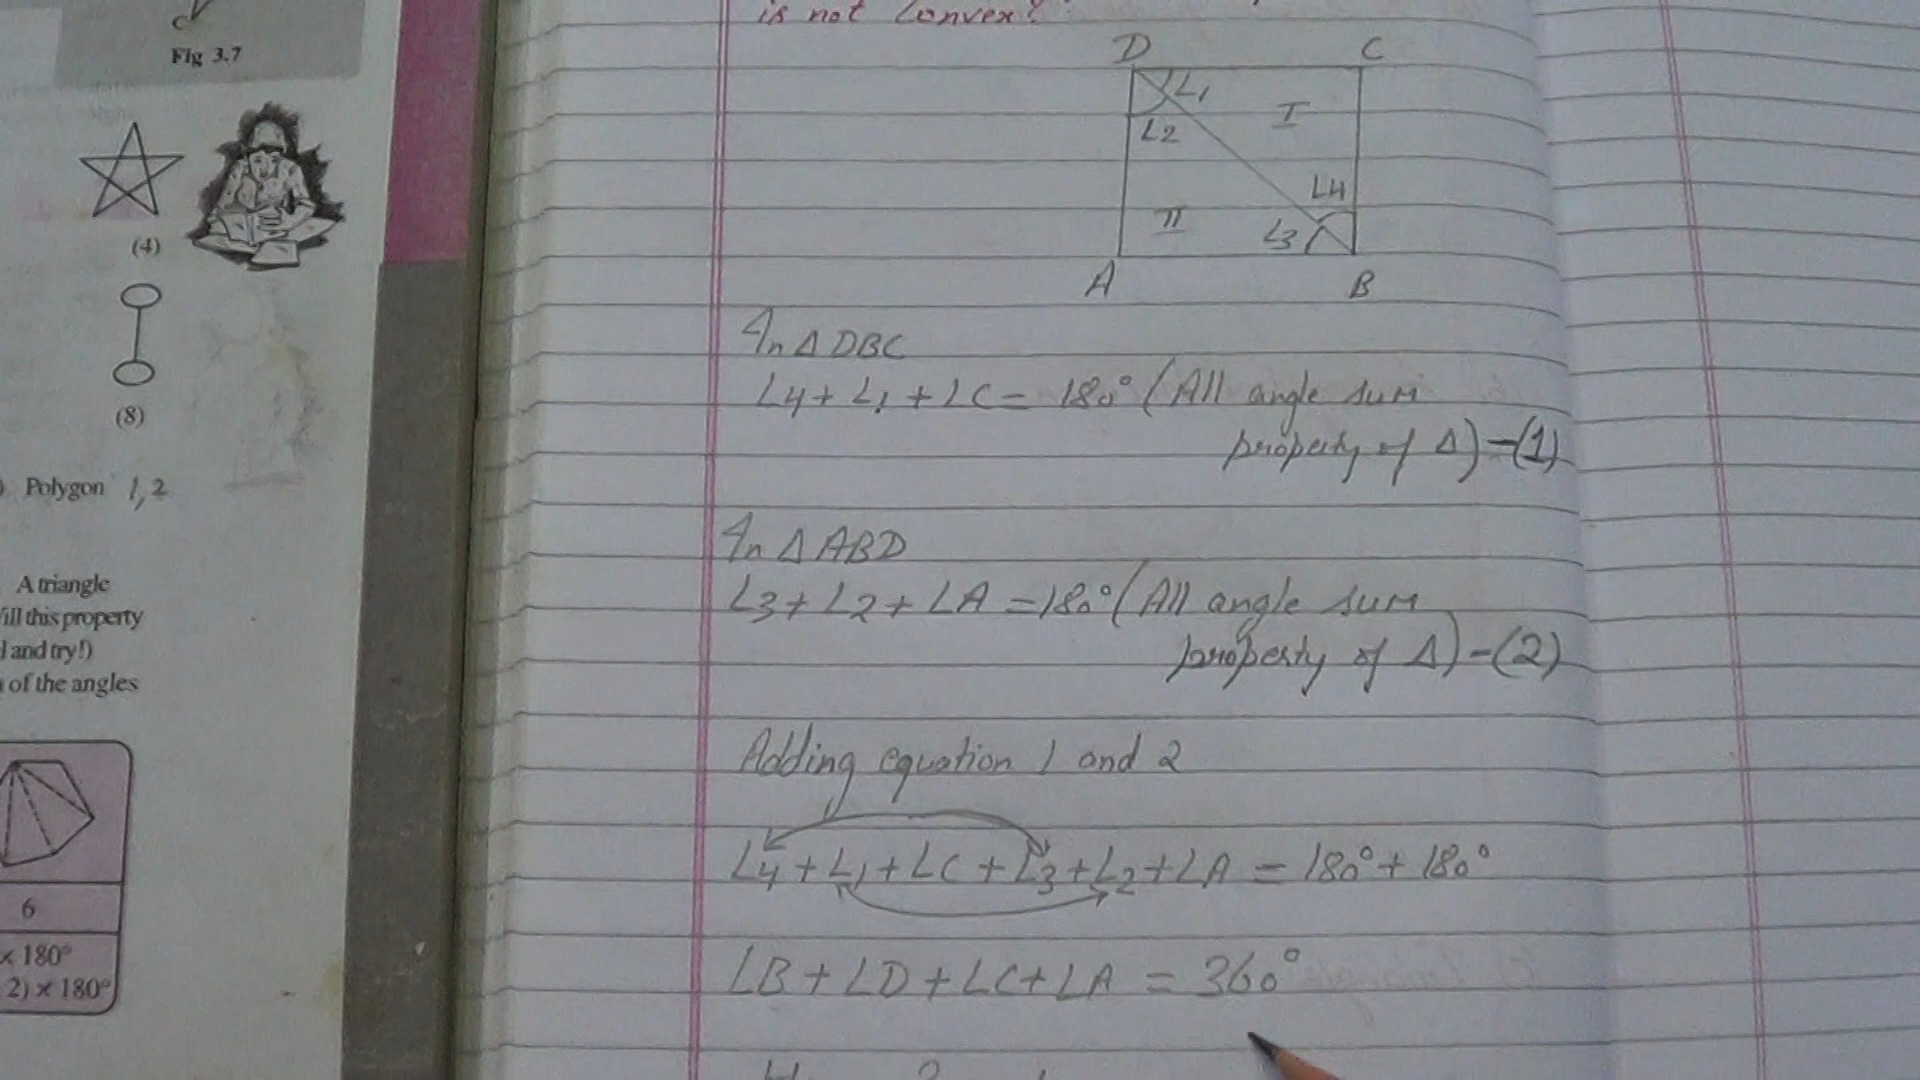 Fig 3.7
(4)
(8)
Polygon 1, 2
A triangle
ill this property
and try!)
of the angles
6
× 180°
2) × 180°
is not Convex?
D C
∠1
I
∠2
∠4
II
∠3
A B
In Δ DBC
∠4 + ∠1 + ∠C = 180° (All angle sum
property of Δ) - (1)
In Δ ABD
∠3 + ∠2 + ∠A = 180° (All angle sum
property of Δ) - (2)
Adding equation 1 and 2
∠4 + ∠1 + ∠C + ∠3 + ∠2 + ∠A = 180° + 180°
∠B + ∠D + ∠C + ∠A = 360°